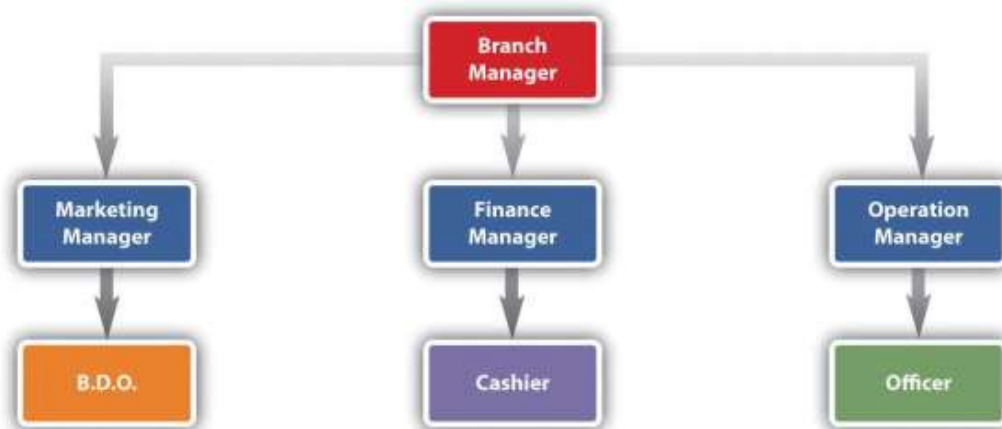 Branch
Manager
Marketing
Manager
Finance
Manager
Operation
Manager
B.D.O.
Cashier
Officer